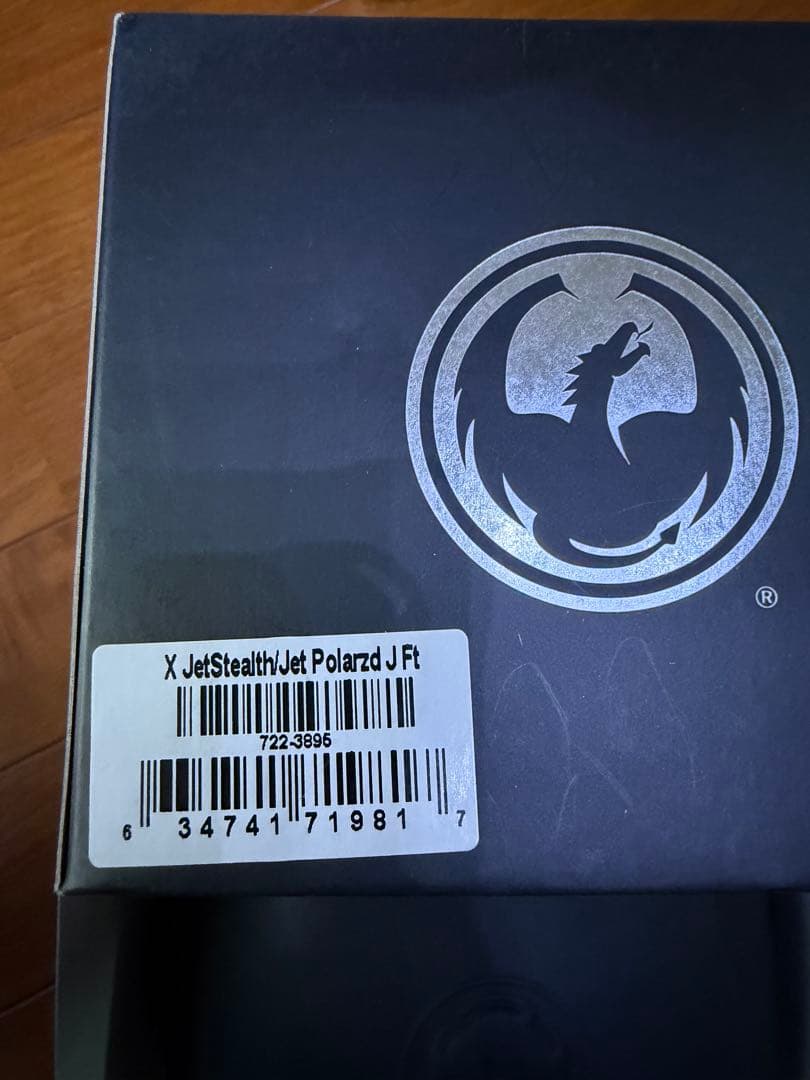 ®
X JetStealth/Jet Polarzd J Ft
722-3895
6 34741 71981 7